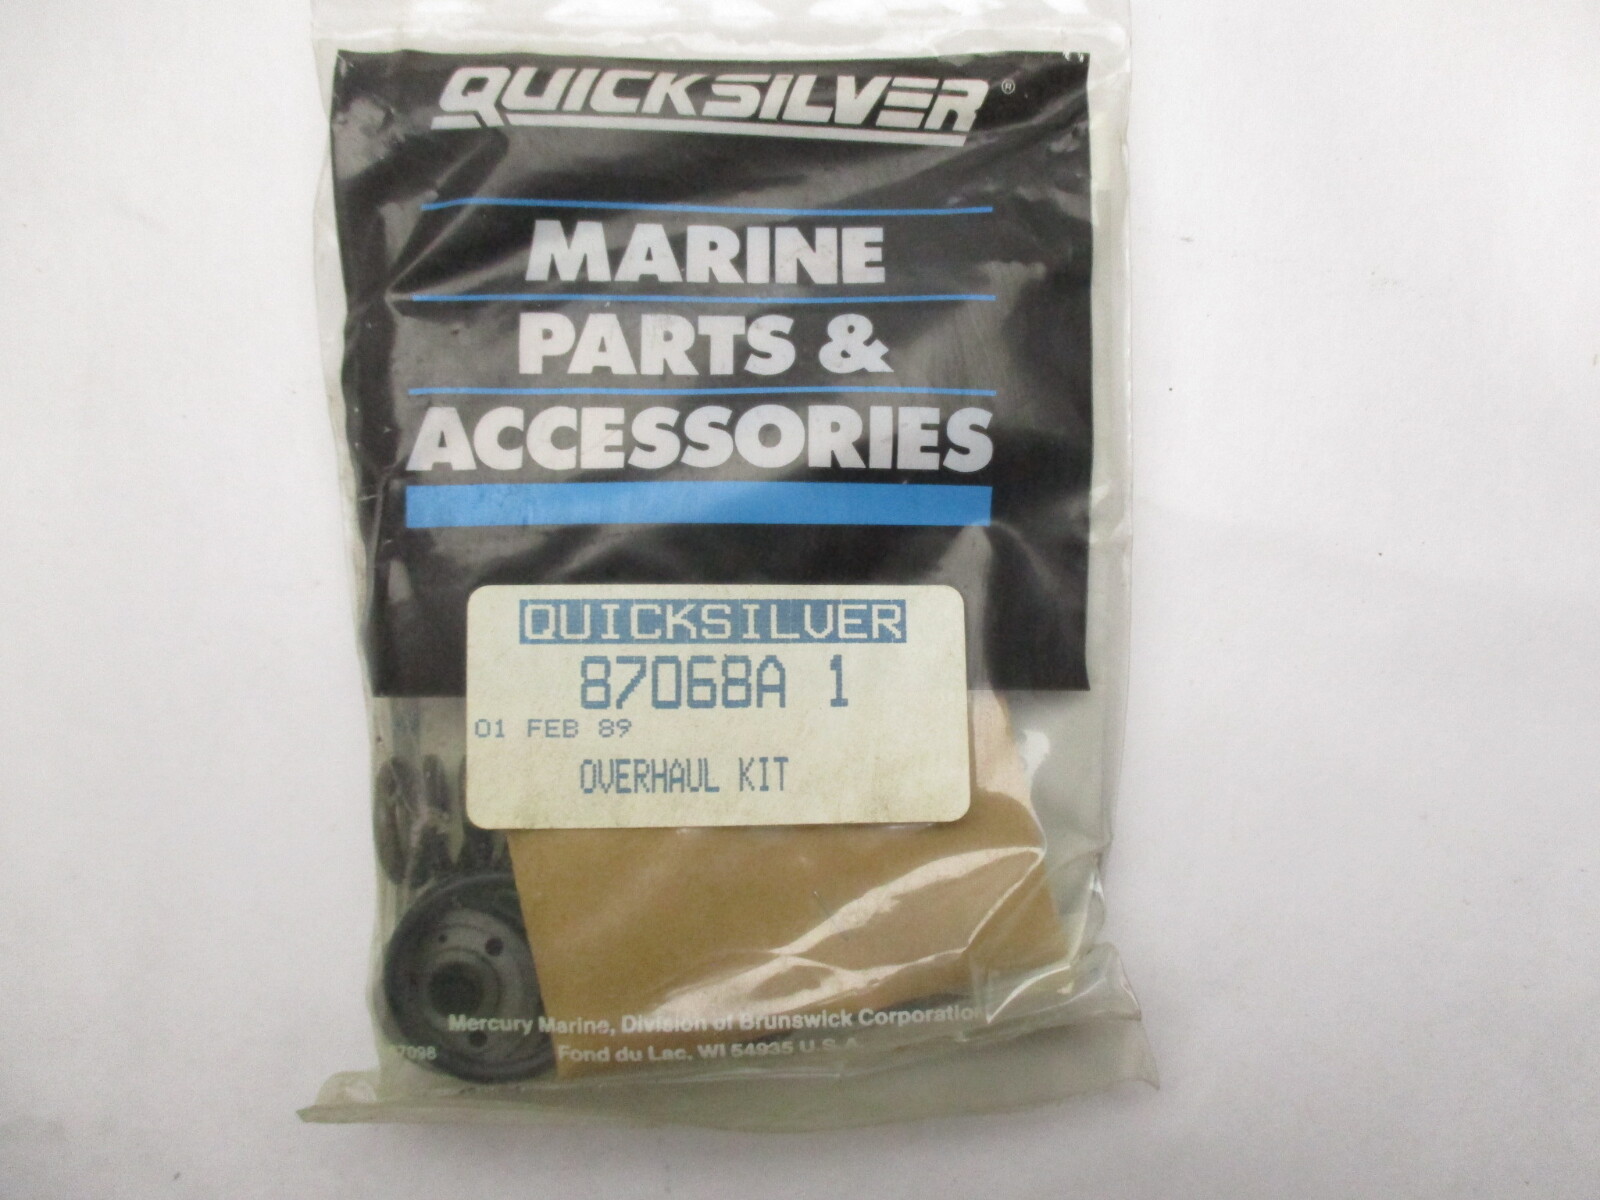 QUICKSILVER ®
MARINE
PARTS &
ACCESSORIES
QUICKSILVER
87068A 1
01 FEB 89
OVERHAUL KIT
Mercury Marine, Division of Brunswick Corporation
Fond du Lac, WI 54935 U.S.A.